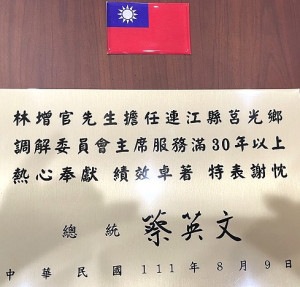 林增官先生擔任連江縣莒光鄉
調解委員會主席服務滿30年以上
熱心奉獻 績效卓著 特表謝忱
總統 蔡英文
中華民國111年8月9日